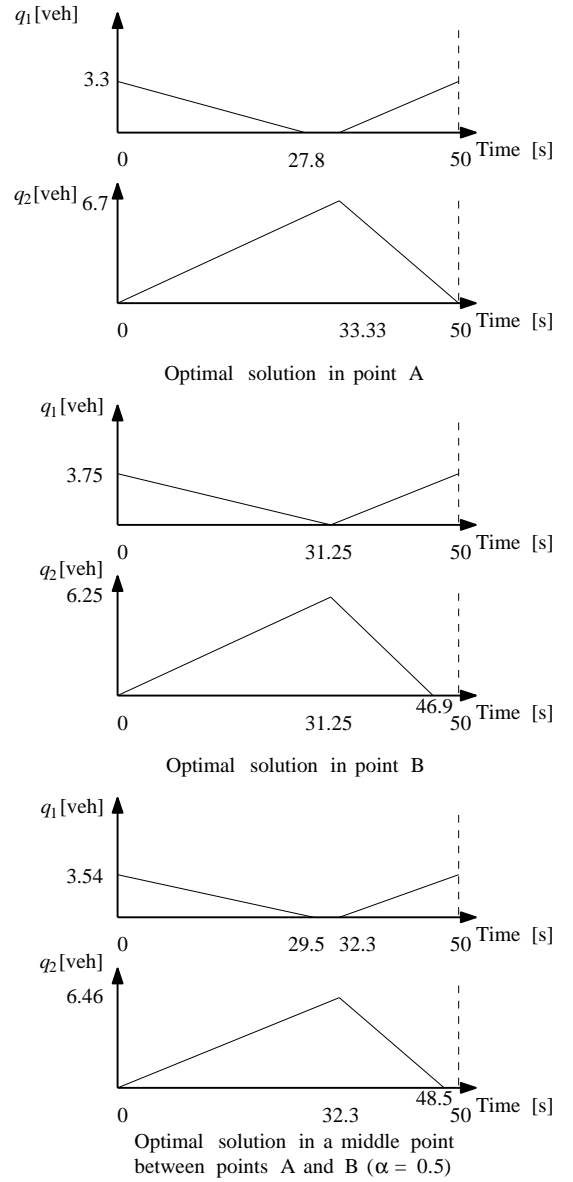 q1[veh]
3.3
0 27.8 50 Time [s]
q2[veh] 6.7
0 33.33 50 Time [s]
Optimal solution in point A
q1[veh]
3.75
0 31.25 50 Time [s]
q2[veh]
6.25
0 31.25 46.9 50 Time [s]
Optimal solution in point B
q1[veh]
3.54
0 29.5 32.3 50 Time [s]
q2[veh]
6.46
0 32.3 48.5 50 Time [s]
Optimal solution in a middle point
between points A and B (α = 0.5)